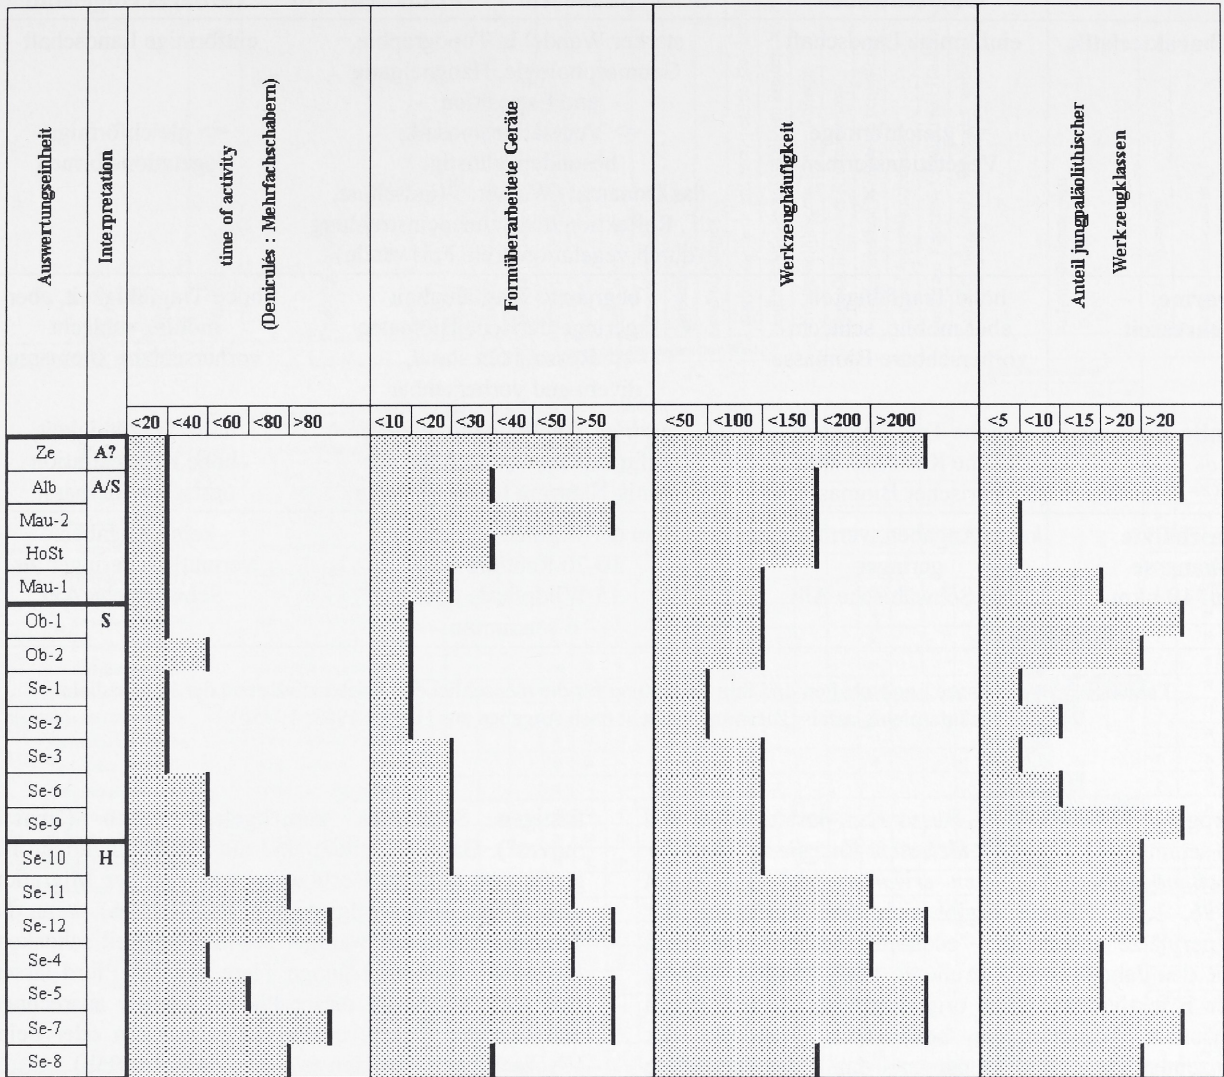 Auswertungseinheit
Interpretation
time of activity
(Denicules : Mehrfachschabern)
Formüberarbeitete Geräte
Werkzeughäufigkeit
Anteil jungpaläolithischer
Werkzeugklassen
<20 <40 <60 <80 >80 <10 <20 <30 <40 <50 >50 <50 <100 <150 <200 >200 <5 <10 <15 >20 >20
Ze A?
Alb A/S
Mau-2
HoSt
Mau-1
Ob-1 S
Ob-2
Se-1
Se-2
Se-3
Se-6
Se-9
Se-10 H
Se-11
Se-12
Se-4
Se-5
Se-7
Se-8